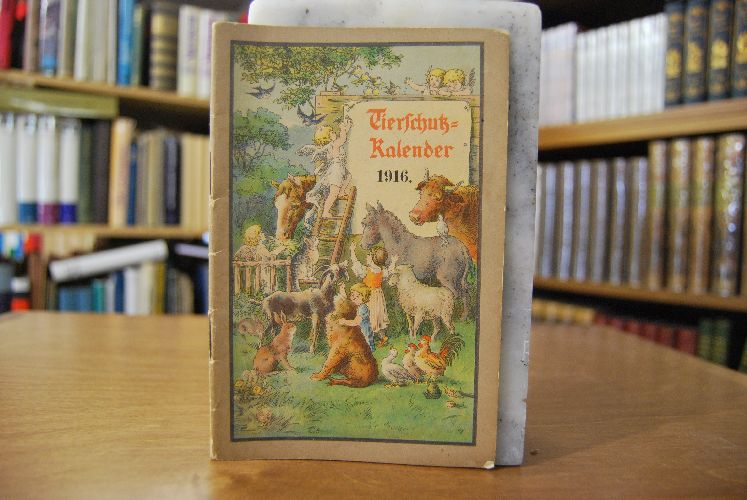 Tierschutz=
Kalender
1916.